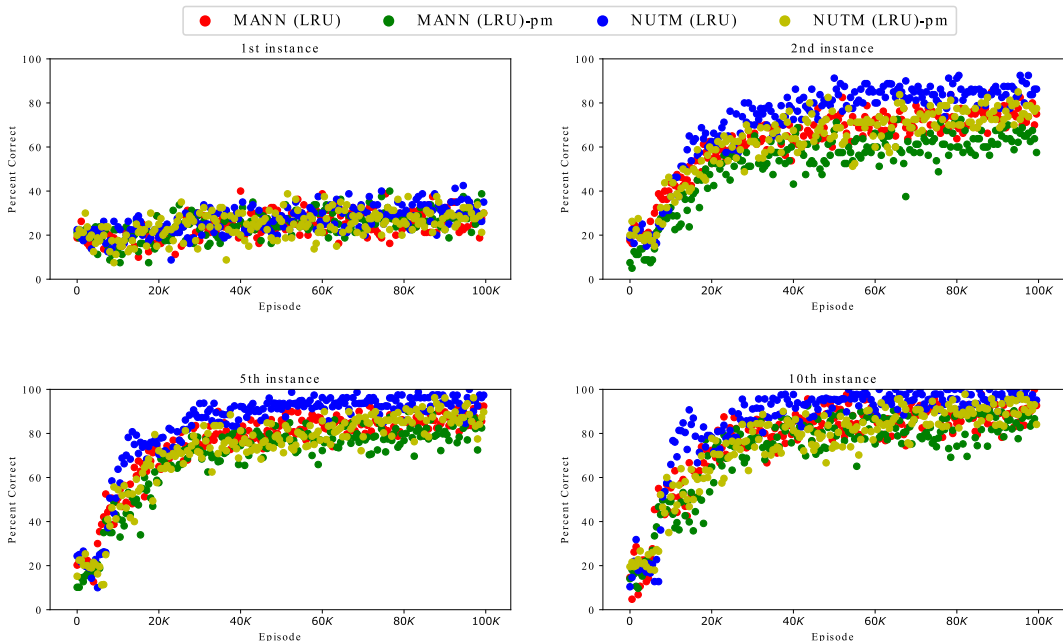 MANN (LRU) MANN (LRU)-pm NUTM (LRU) NUTM (LRU)-pm
1st instance
Percent Correct
100
80
60
40
20
0
0 20K 40K 60K 80K 100K
Episode
2nd instance
Percent Correct
100
80
60
40
20
0
0 20K 40K 60K 80K 100K
Episode
5th instance
Percent Correct
100
80
60
40
20
0
0 20K 40K 60K 80K 100K
Episode
10th instance
Percent Correct
100
80
60
40
20
0
0 20K 40K 60K 80K 100K
Episode